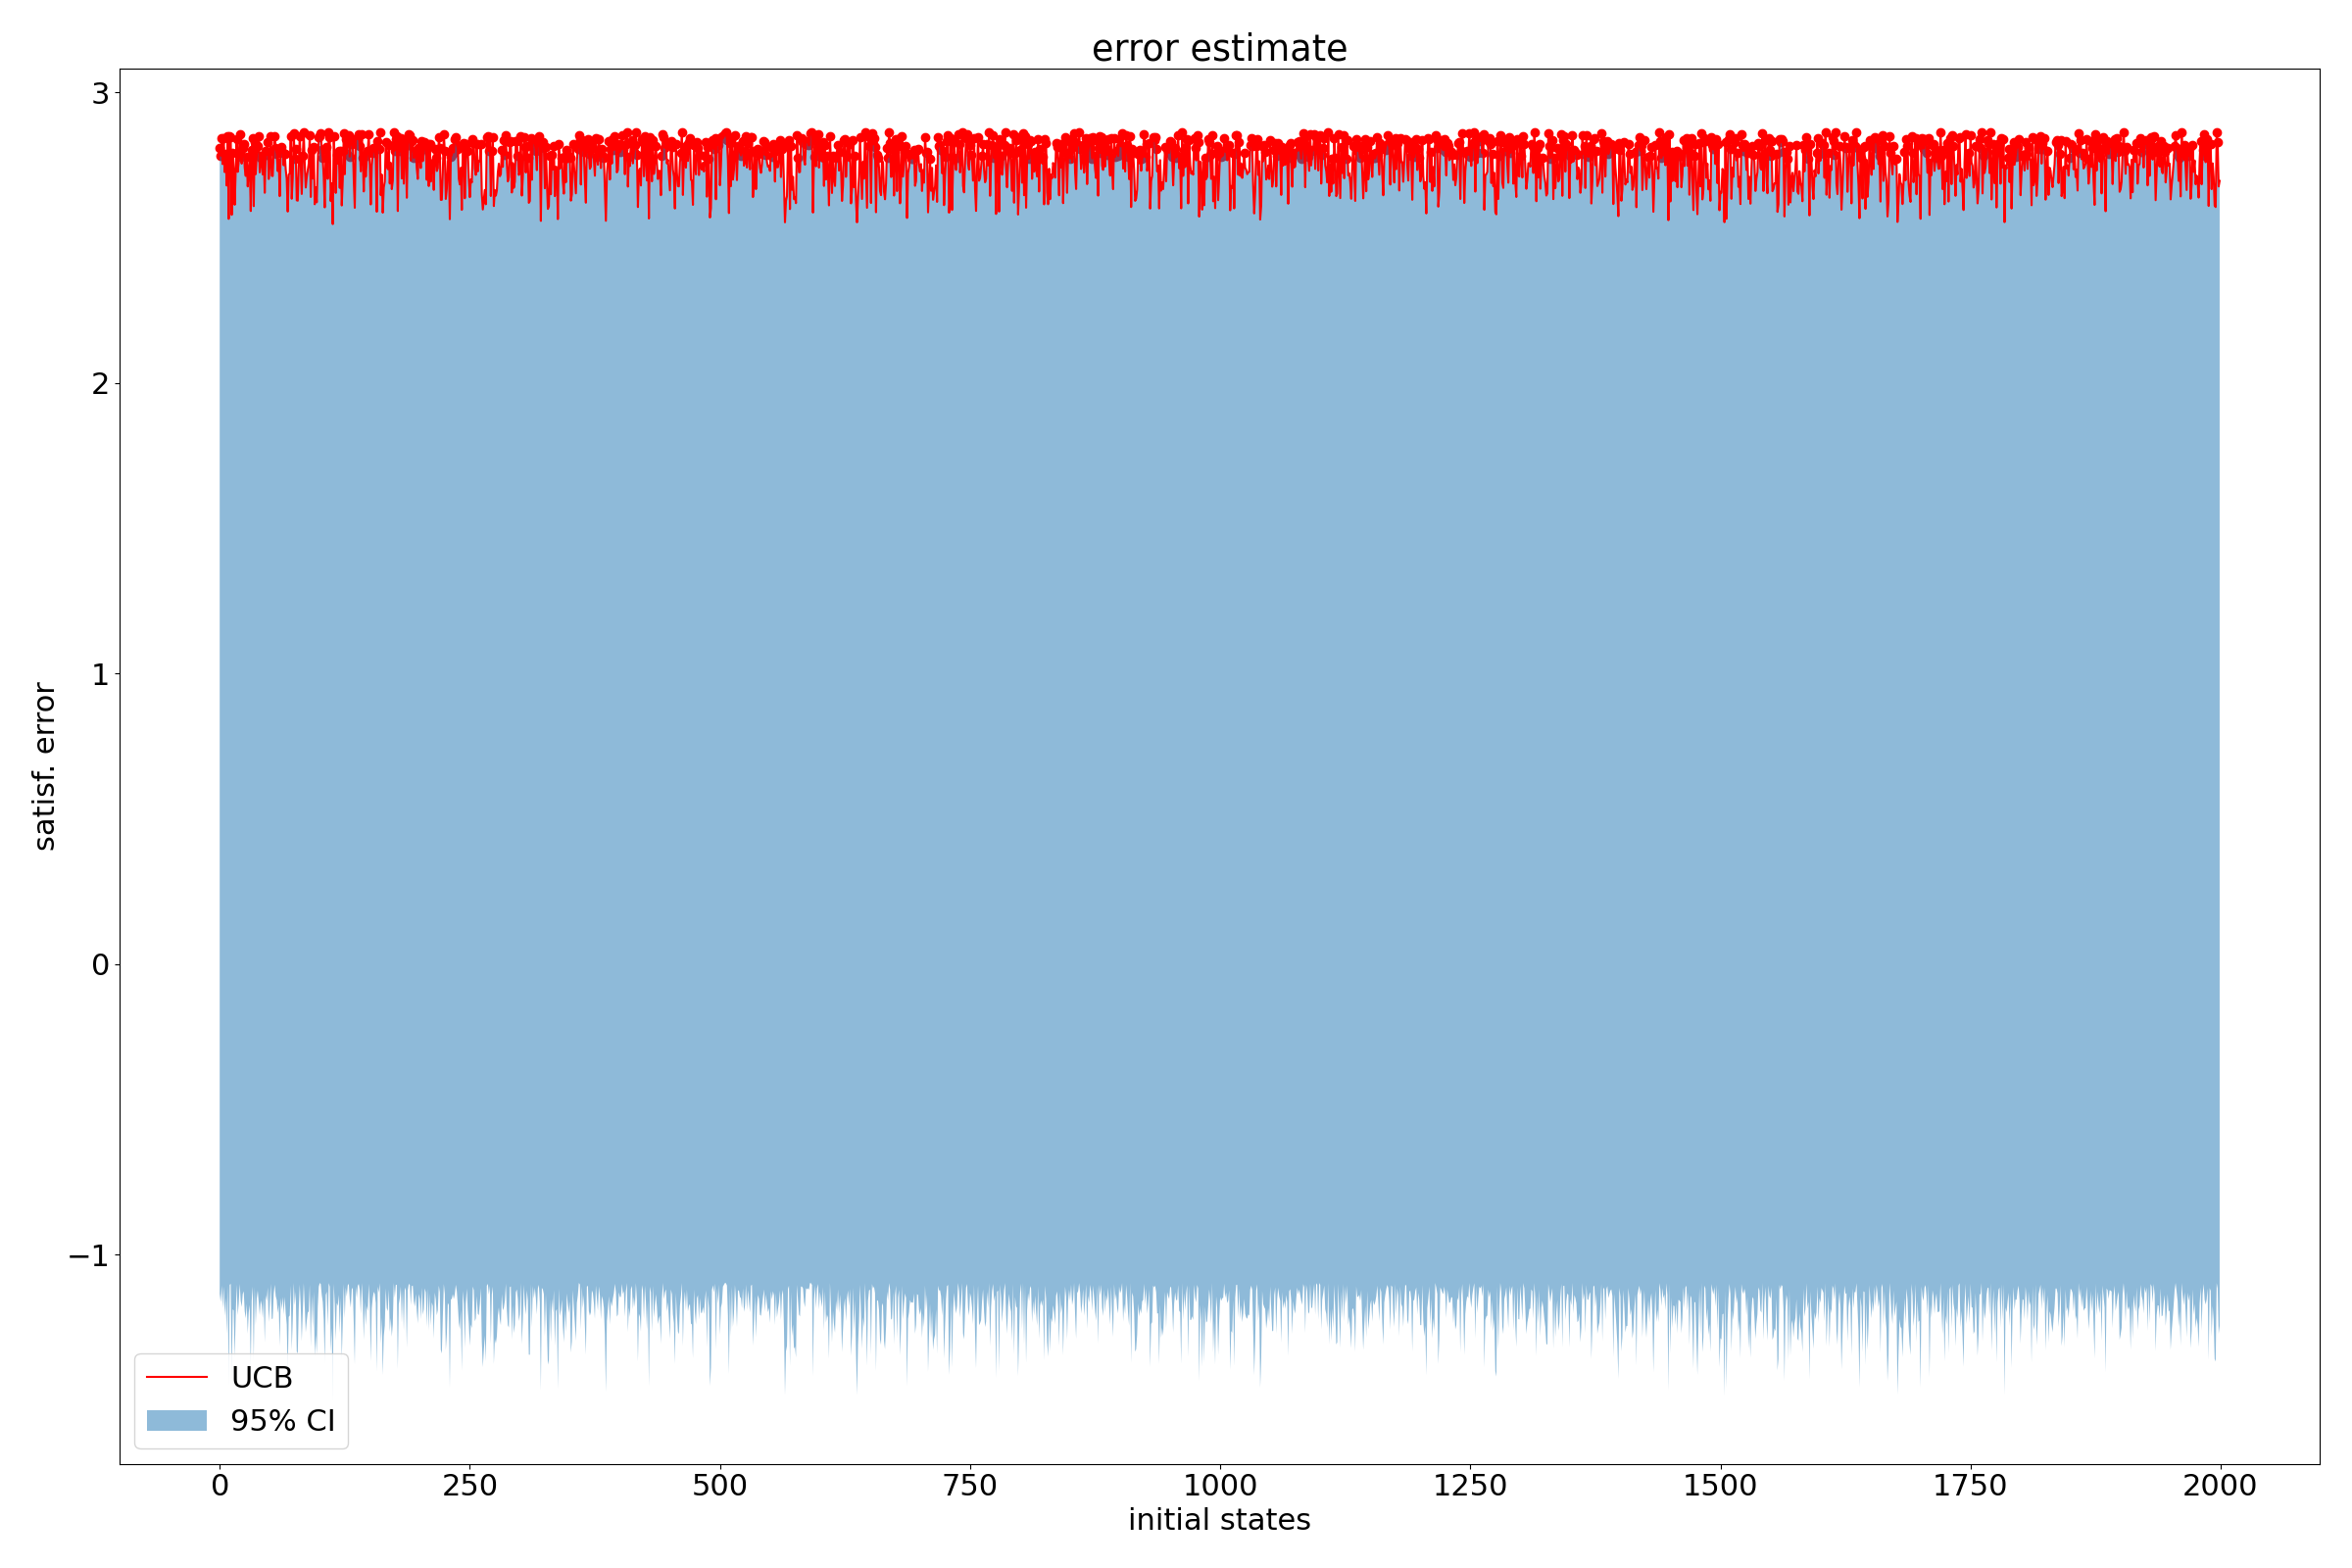 error estimate
3
2
1
0
−1
satisf. error
UCB
95% CI
0 250 500 750 1000 1250 1500 1750 2000
initial states